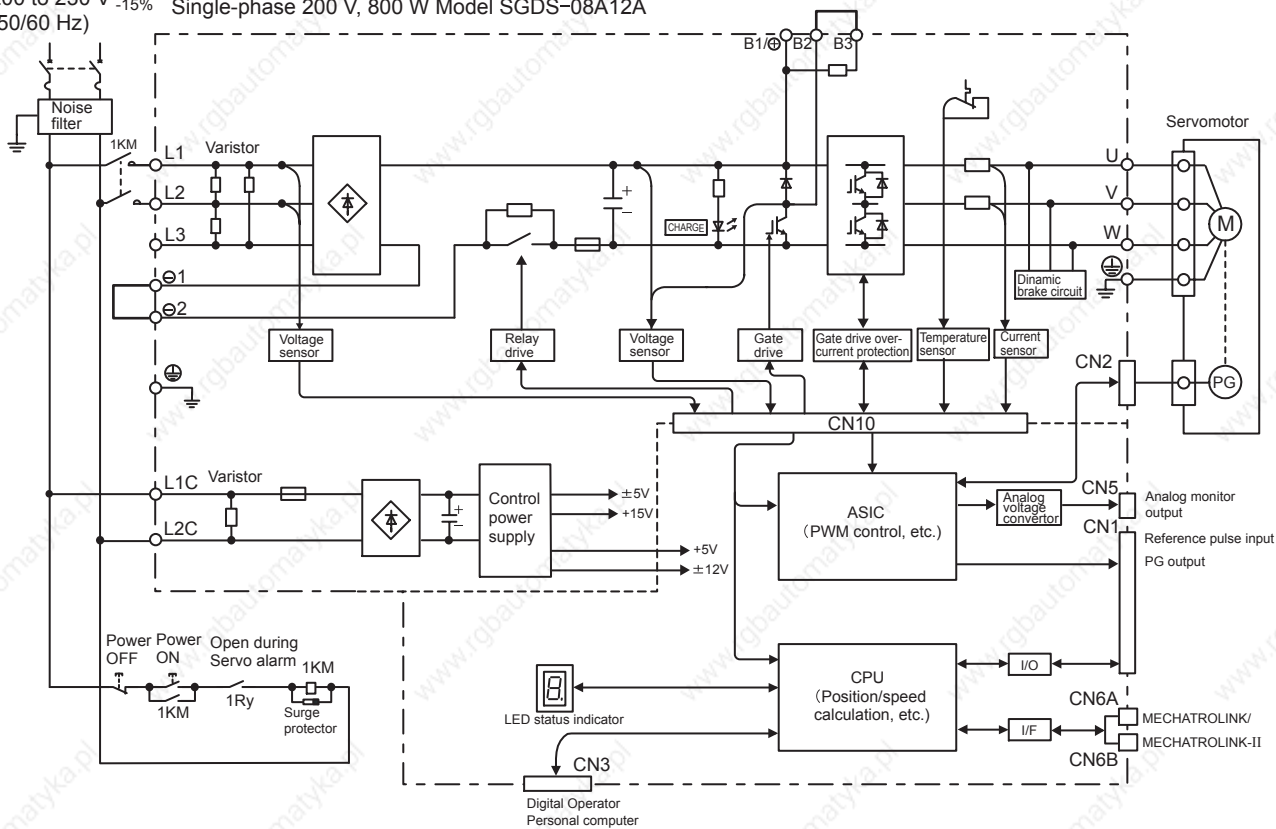 200 to 230 V -15%
Single-phase 200 V, 800 W Model SGDS-08A12A
50/60 Hz)
B1/⊕ B2 B3
Noise
filter
1KM
L1
Varistor
L2
L3
⊖1
⊖2
+
−
CHARGE
U
V
W
Servomotor
M
PG
Dinamic
brake circuit
Voltage
sensor
Relay
drive
Voltage
sensor
Gate
drive
Gate drive over-
current protection
Temperature
sensor
Current
sensor
CN2
CN10
L1C
Varistor
L2C
+
−
Control
power
supply
±5V
+15V
+5V
±12V
ASIC
(PWM control, etc.)
Analog
voltage
convertor
CN5
Analog monitor
output
CN1
Reference pulse input
PG output
Power
OFF
Power
ON
Open during
Servo alarm
1KM
1KM
1Ry
Surge
protector
8.
LED status indicator
CPU
(Position/speed
calculation, etc.)
I/O
I/F
CN6A
MECHATROLINK/
MECHATROLINK-II
CN6B
CN3
Digital Operator
Personal computer
www.rgbautomatyka.pl